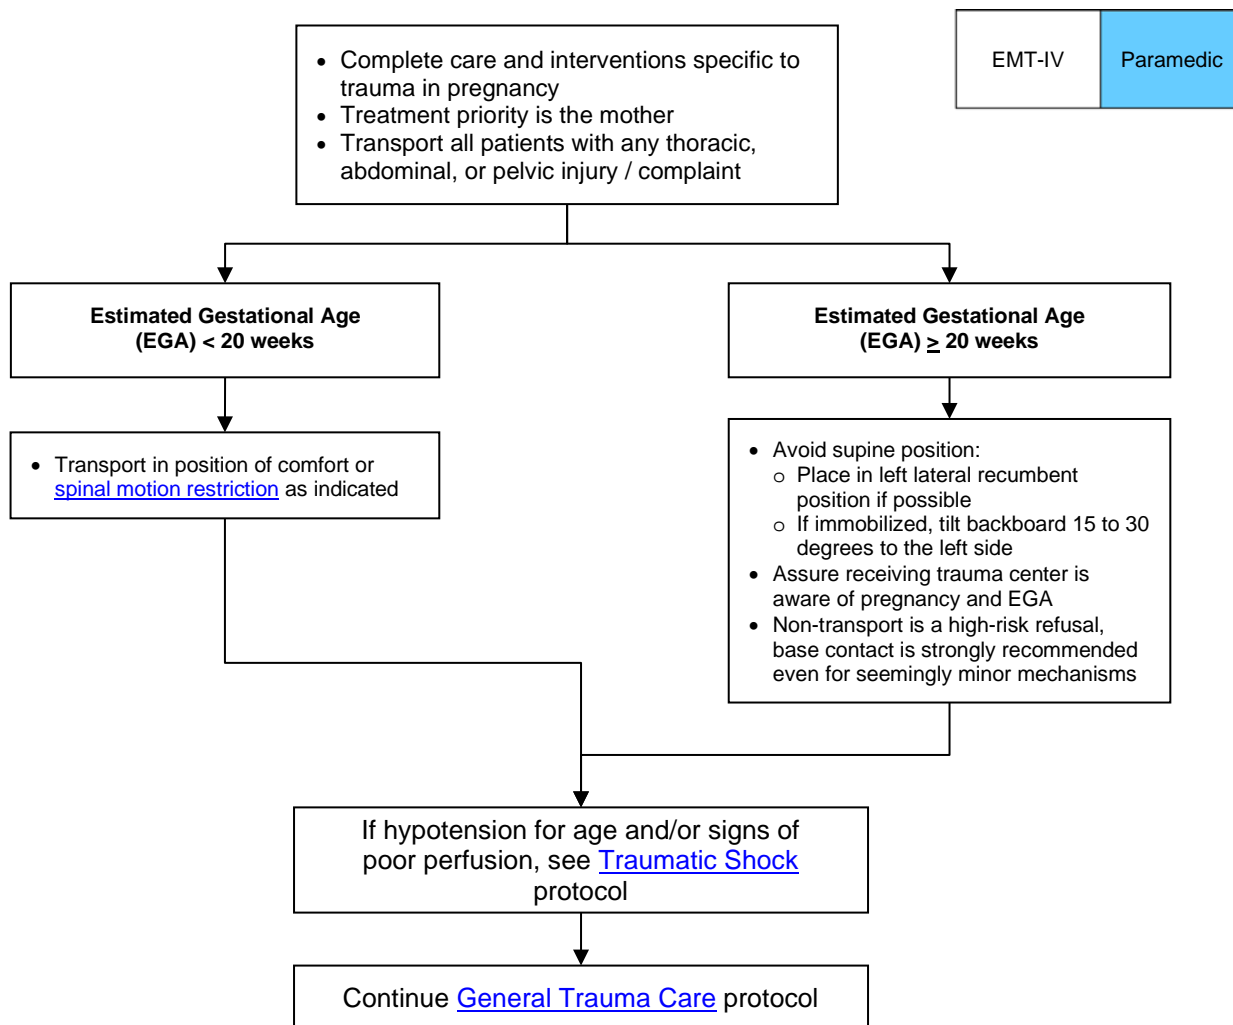 • Complete care and interventions specific to
trauma in pregnancy
• Treatment priority is the mother
• Transport all patients with any thoracic,
abdominal, or pelvic injury / complaint
EMT-IV
Paramedic
Estimated Gestational Age
(EGA) < 20 weeks
• Transport in position of comfort or
spinal motion restriction as indicated
Estimated Gestational Age
(EGA) ≥ 20 weeks
• Avoid supine position:
o Place in left lateral recumbent
position if possible
o If immobilized, tilt backboard 15 to 30
degrees to the left side
• Assure receiving trauma center is
aware of pregnancy and EGA
• Non-transport is a high-risk refusal,
base contact is strongly recommended
even for seemingly minor mechanisms
If hypotension for age and/or signs of
poor perfusion, see Traumatic Shock
protocol
Continue General Trauma Care protocol